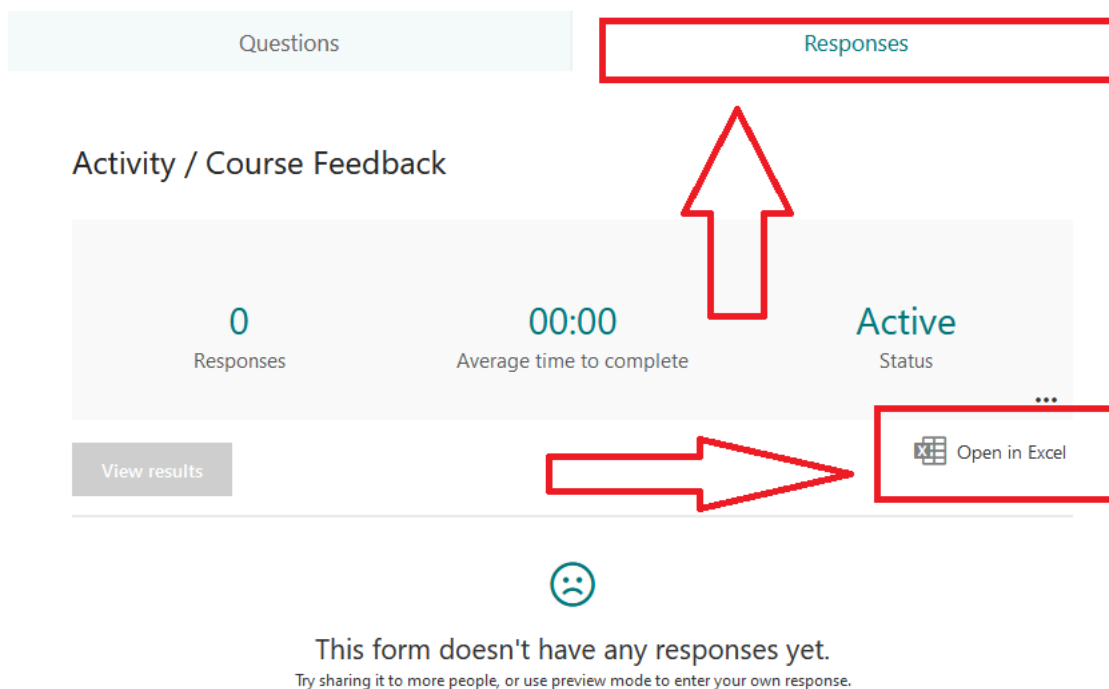 Questions
Responses
Activity / Course Feedback
0
00:00
Active
Responses
Average time to complete
Status
...
View results
Open in Excel
This form doesn't have any responses yet.
Try sharing it to more people, or use preview mode to enter your own response.